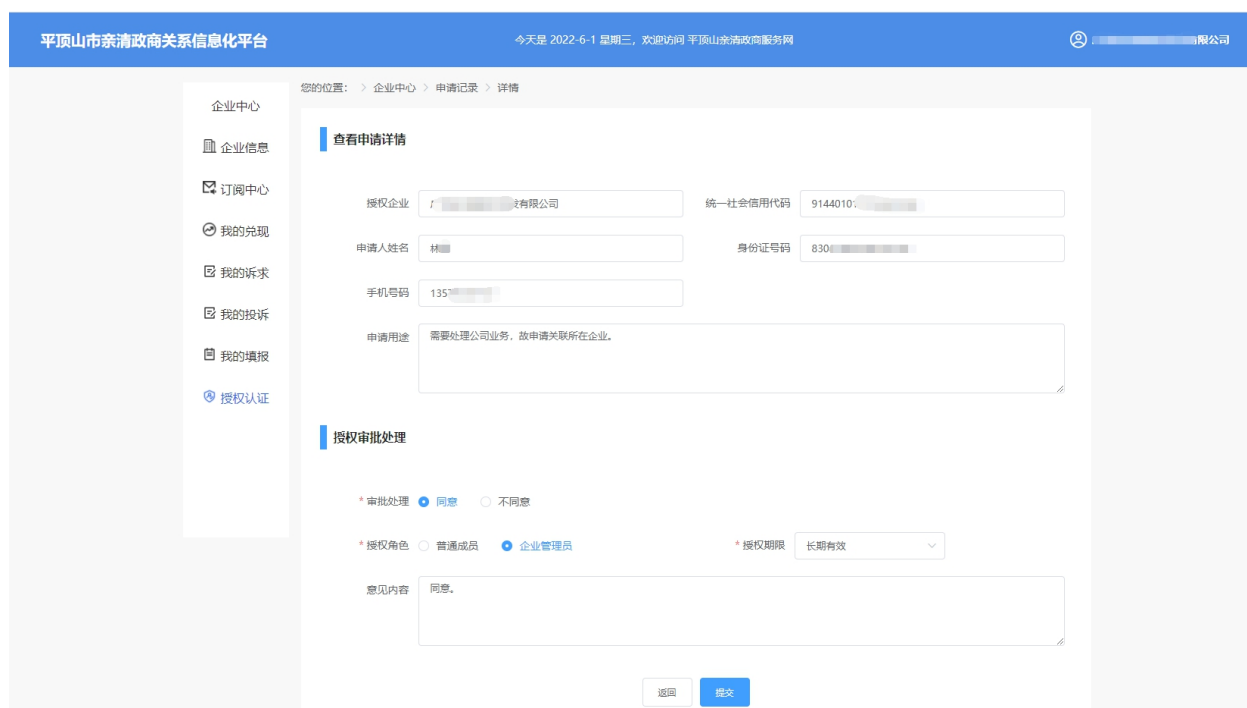 平顶山市亲清政商关系信息化平台
今天是 2022-6-1 星期三，欢迎访问 平顶山亲清政商服务网
有限公司
您的位置： > 企业中心 > 申请记录 > 详情
企业中心
企业信息
订阅中心
我的兑现
我的诉求
我的投诉
我的填报
授权认证
查看申请详情
授权企业 有限公司
统一社会信用代码 9144010
申请人姓名 林
身份证号码 830
手机号码 135
申请用途 需要处理公司业务，故申请关联所在企业。
授权审批处理
* 审批处理 同意 不同意
* 授权角色 普通成员 企业管理员
* 授权期限 长期有效
意见内容 同意。
返回 提交